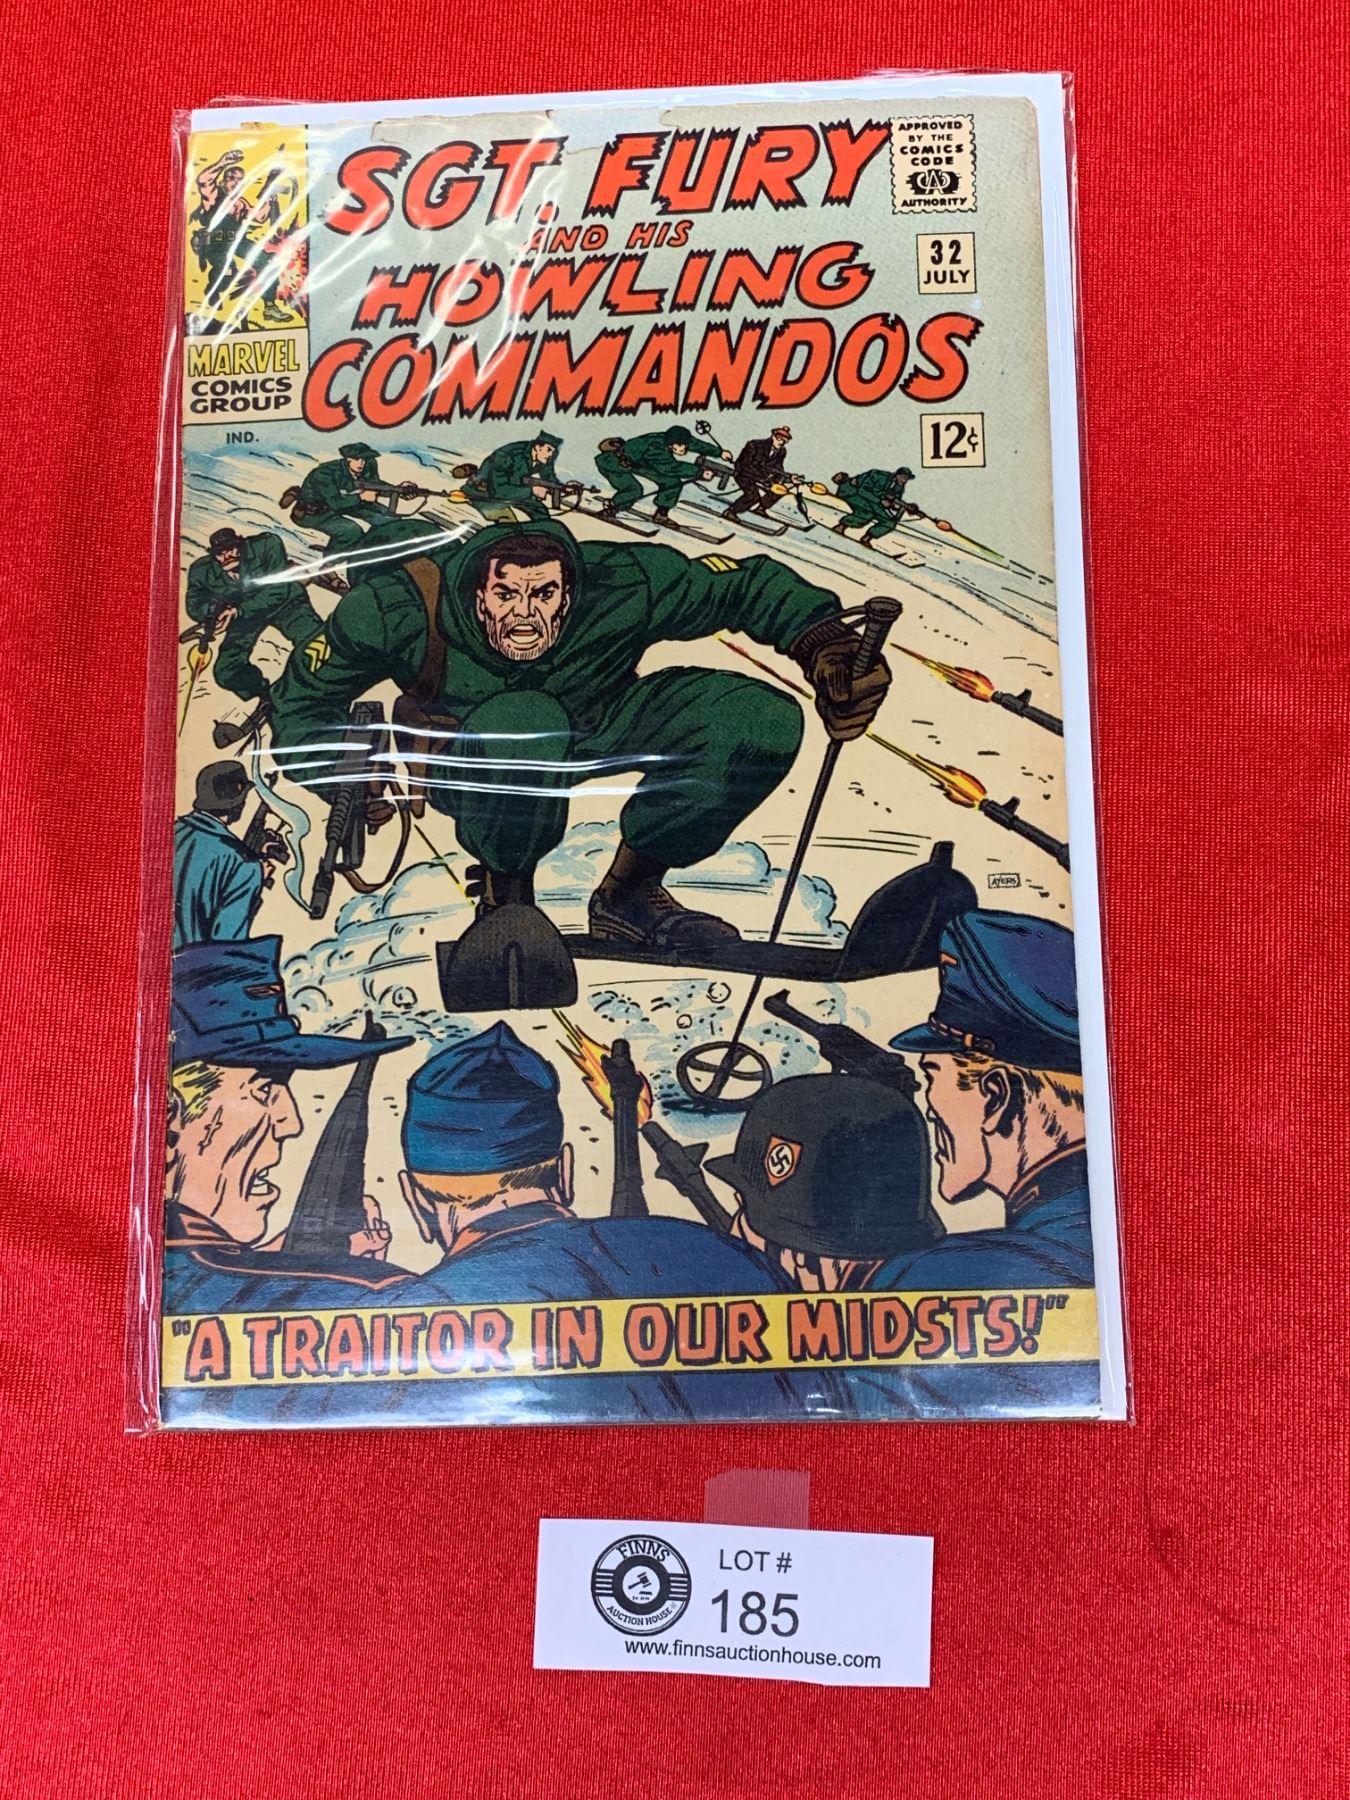 SGT. FURY
AND HIS
HOWLING
COMMANDOS
APPROVED
BY THE
COMICS
CODE
CA
AUTHORITY
32
JULY
MARVEL
COMICS
GROUP
IND.
12¢
AYERS
"A TRAITOR IN OUR MIDSTS!"
FINNS
AUCTION HOUSE
LOT #
185
www.finnsauctionhouse.com